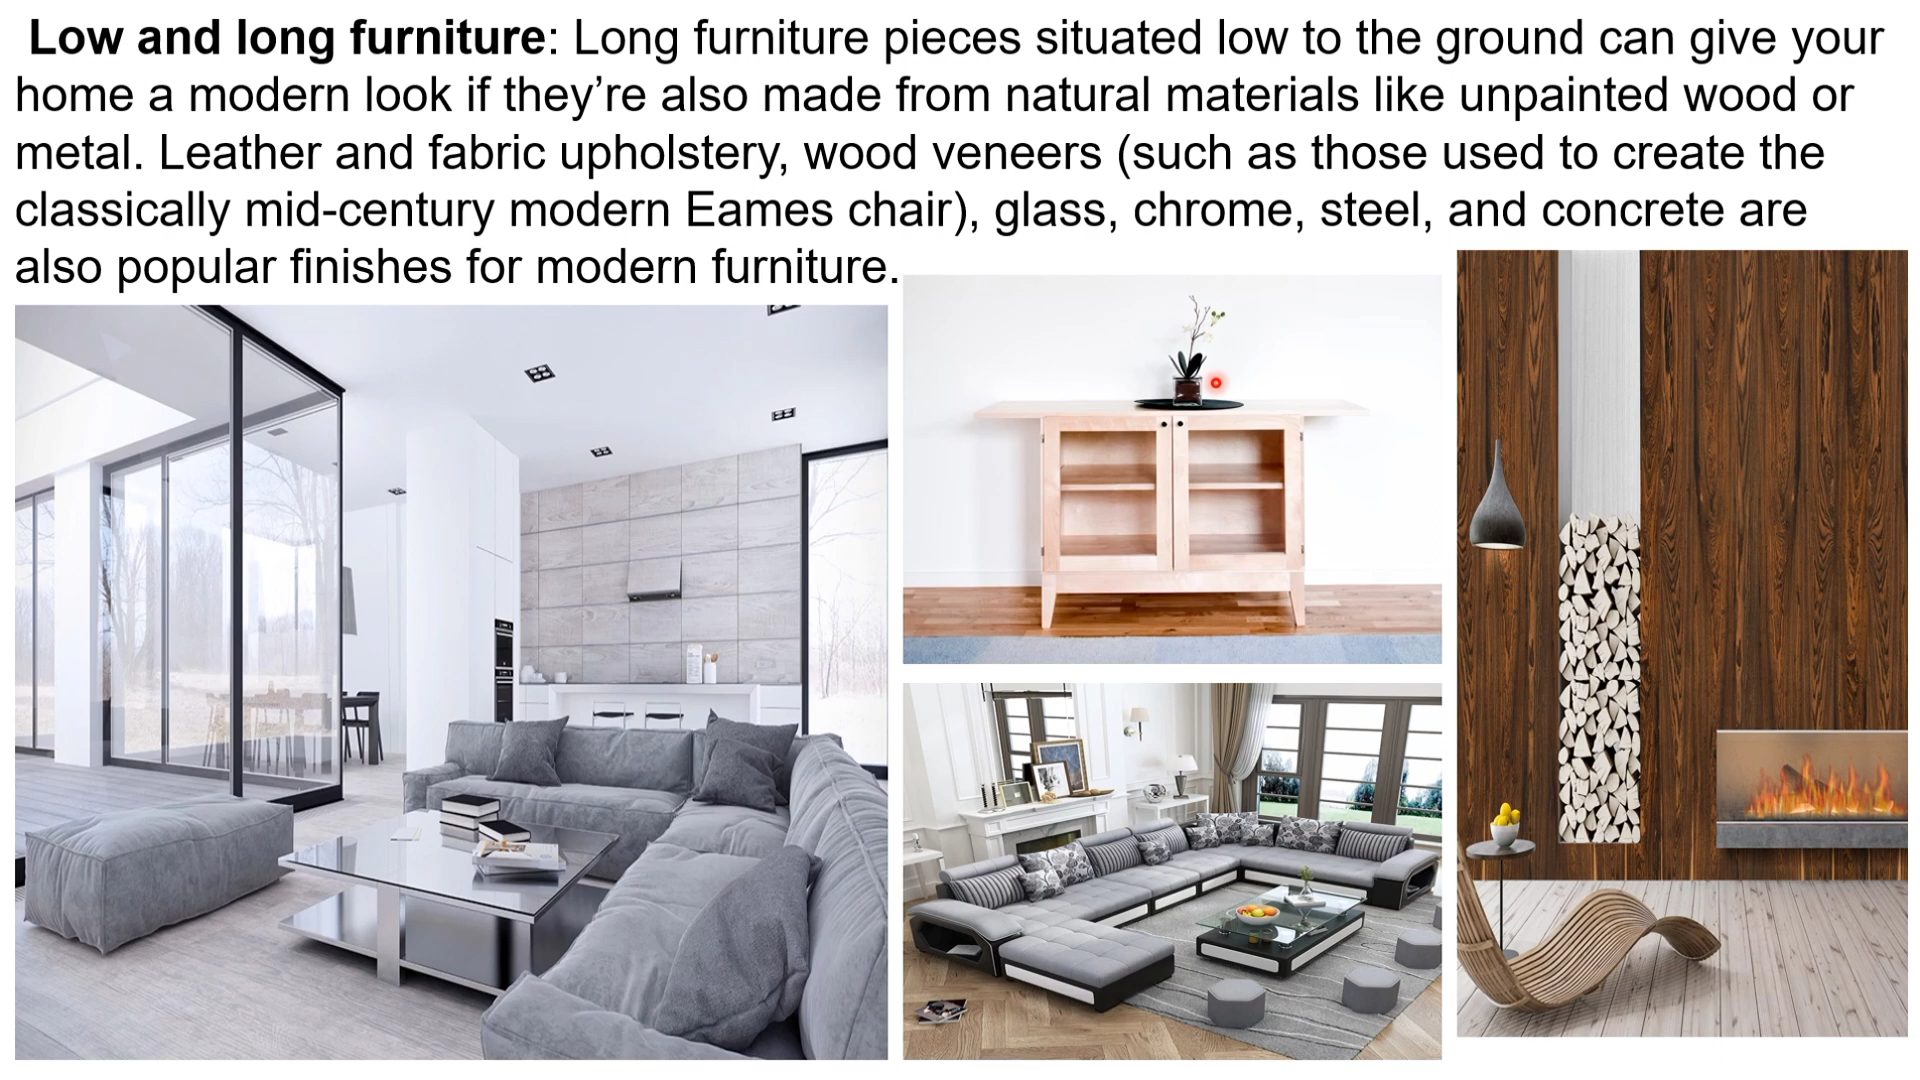 Low and long furniture: Long furniture pieces situated low to the ground can give your
home a modern look if they’re also made from natural materials like unpainted wood or
metal. Leather and fabric upholstery, wood veneers (such as those used to create the
classically mid-century modern Eames chair), glass, chrome, steel, and concrete are
also popular finishes for modern furniture.